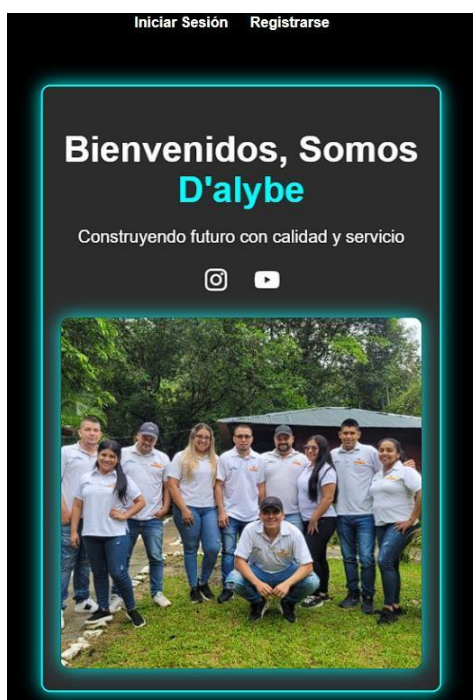 Iniciar Sesión Registrarse
Bienvenidos, Somos
D'alybe
Construyendo futuro con calidad y servicio